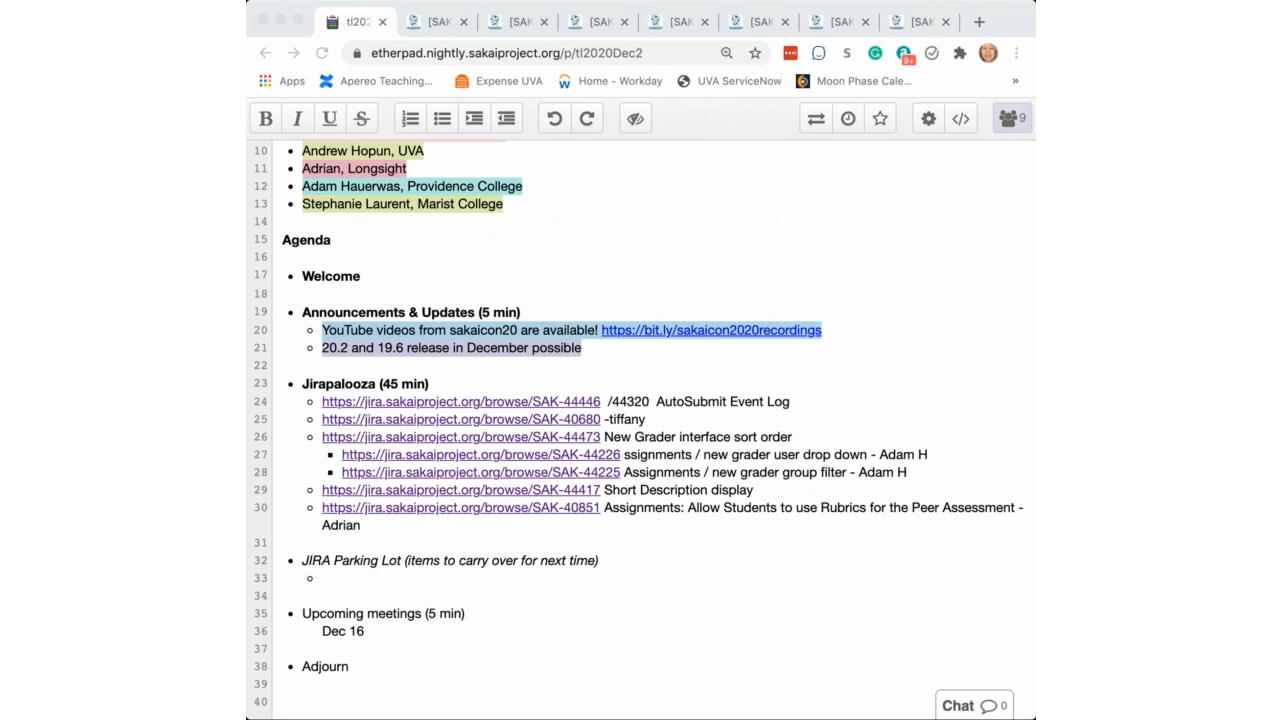 tl202
[SAK
[SAK
[SAK
[SAK
[SAK
[SAK
[SAK
etherpad.nightly.sakaiproject.org/p/tl2020Dec2
S
9+
Apps
Apereo Teaching...
Expense UVA
Home - Workday
UVA ServiceNow
Moon Phase Cale...
»
B I U S
9
10 Andrew Hopun, UVA
11 Adrian, Longsight
12 Adam Hauerwas, Providence College
13 Stephanie Laurent, Marist College
14
15 Agenda
16
17 Welcome
18
19 Announcements & Updates (5 min)
20 YouTube videos from sakaicon20 are available! https://bit.ly/sakaicon2020recordings
21 20.2 and 19.6 release in December possible
22
23 Jirapalooza (45 min)
24 https://jira.sakaiproject.org/browse/SAK-44446 /44320 AutoSubmit Event Log
25 https://jira.sakaiproject.org/browse/SAK-40680 -tiffany
26 https://jira.sakaiproject.org/browse/SAK-44473 New Grader interface sort order
27 https://jira.sakaiproject.org/browse/SAK-44226 ssignments / new grader user drop down - Adam H
28 https://jira.sakaiproject.org/browse/SAK-44225 Assignments / new grader group filter - Adam H
29 https://jira.sakaiproject.org/browse/SAK-44417 Short Description display
30 https://jira.sakaiproject.org/browse/SAK-40851 Assignments: Allow Students to use Rubrics for the Peer Assessment -
Adrian
31
32 JIRA Parking Lot (items to carry over for next time)
33
34
35 Upcoming meetings (5 min)
36 Dec 16
37
38 Adjourn
39
40
Chat 0